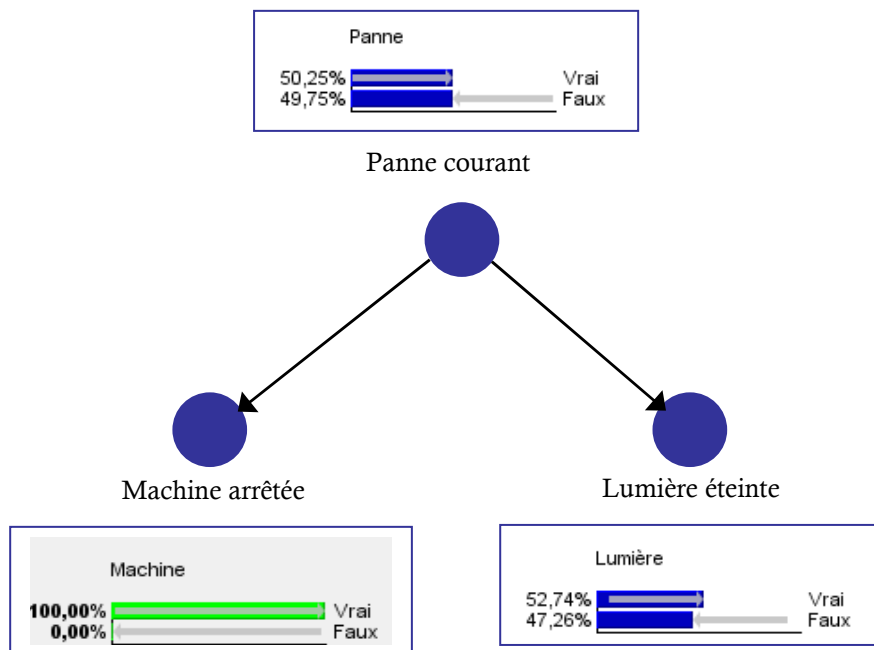 Panne
50,25% Vrai
49,75% Faux
Panne courant
Machine arrêtée
Lumière éteinte
Machine
100,00% Vrai
0,00% Faux
Lumière
52,74% Vrai
47,26% Faux